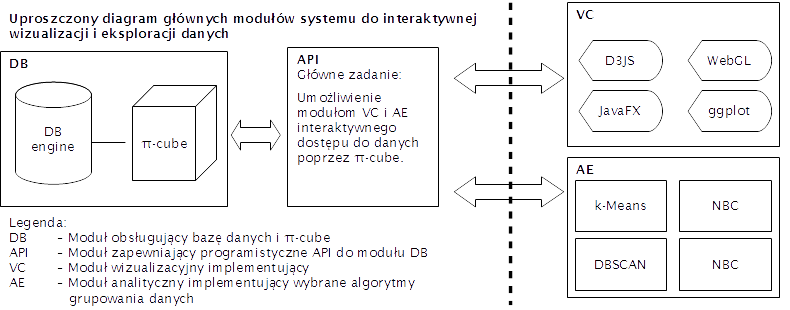 Uproszczony diagram głównych modułów systemu do interaktywnej
wizualizacji i eksploracji danych
DB
DB
engine
π-cube
API
Główne zadanie:
Umożliwienie
modułom VC i AE
interaktywnego
dostępu do danych
poprzez π-cube.
VC
D3JS
WebGL
JavaFX
ggplot
AE
k-Means
NBC
DBSCAN
NBC
Legenda:
DB - Moduł obsługujący bazę danych i π-cube
API - Moduł zapewniający programistyczne API do modułu DB
VC - Moduł wizualizacyjny implementujący
AE - Moduł analityczny implementujący wybrane algorytmy
grupowania danych